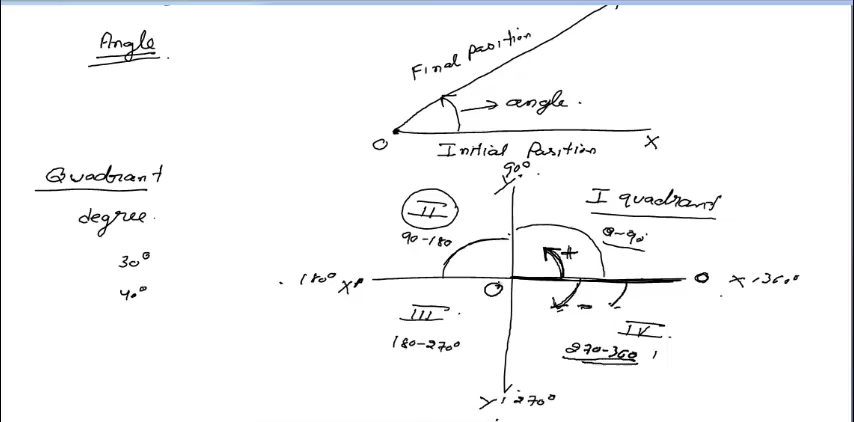 Angle
Final Position
→ angle.
O
X
Initial Position
Quadrant
degree.
30°
40°
90°
Y
II
90-180
I quadrant
0-90°
+
180° X'
O
0 X, 360°
-
III
180-270°
IV
270-360
Y' 270°